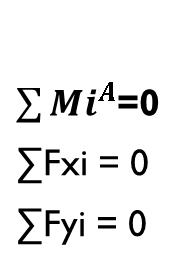 ∑ Mi^A=0
∑Fxi = 0
∑Fyi = 0